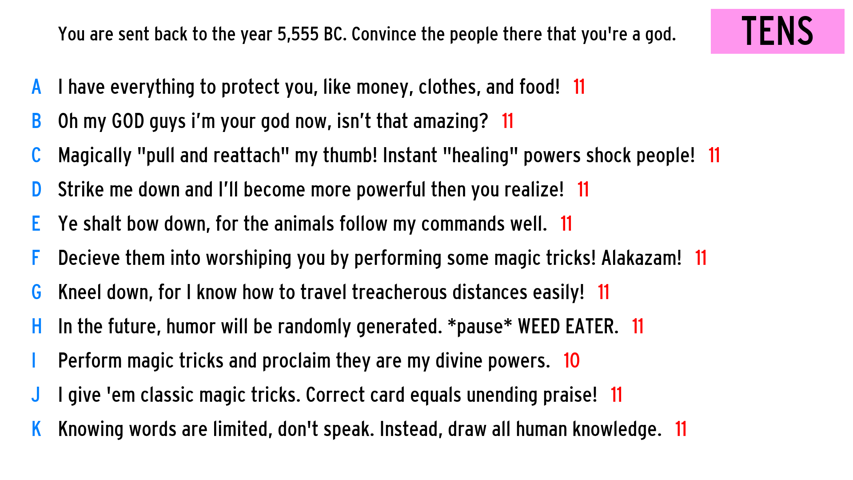 You are sent back to the year 5,555 BC. Convince the people there that you're a god.
TENS
A I have everything to protect you, like money, clothes, and food! 11
B Oh my GOD guys i'm your god now, isn't that amazing? 11
C Magically "pull and reattach" my thumb! Instant "healing" powers shock people! 11
D Strike me down and I'll become more powerful then you realize! 11
E Ye shalt bow down, for the animals follow my commands well. 11
F Decieve them into worshiping you by performing some magic tricks! Alakazam! 11
G Kneel down, for I know how to travel treacherous distances easily! 11
H In the future, humor will be randomly generated. *pause* WEED EATER. 11
I Perform magic tricks and proclaim they are my divine powers. 10
J I give 'em classic magic tricks. Correct card equals unending praise! 11
K Knowing words are limited, don't speak. Instead, draw all human knowledge. 11